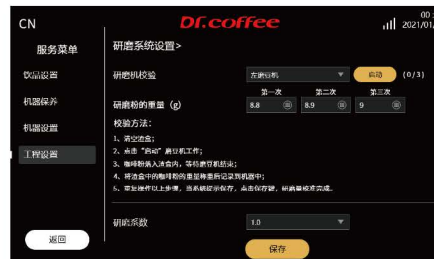 CN
Dr.coffee
00:
2021/01/
服务菜单
研磨系统设置>
饮品设置
研磨机校验
左磨豆机
启动
(0/3)
第一次
第二次
第三次
机器保养
研磨粉的重量（g）
8.8
8.9
9
校验方法：
机器设置
1、清空渣盒；
2、点击“启动”磨豆机工作；
工程设置
3、咖啡粉落入渣盒内，等待磨豆机结束；
4、将渣盒中的咖啡粉的重量称重后记录到机器中；
5、重复操作以上步骤，当系统提示保存，点击保存键，研磨量校准完成。
研磨系数
1.0
返回
保存